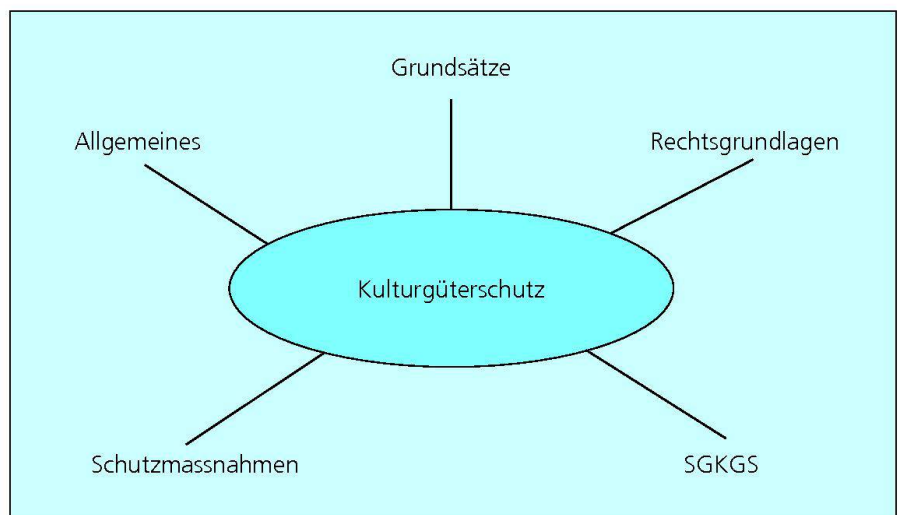 Grundsätze
Allgemeines
Rechtsgrundlagen
Kulturgüterschutz
Schutzmassnahmen
SGKGS